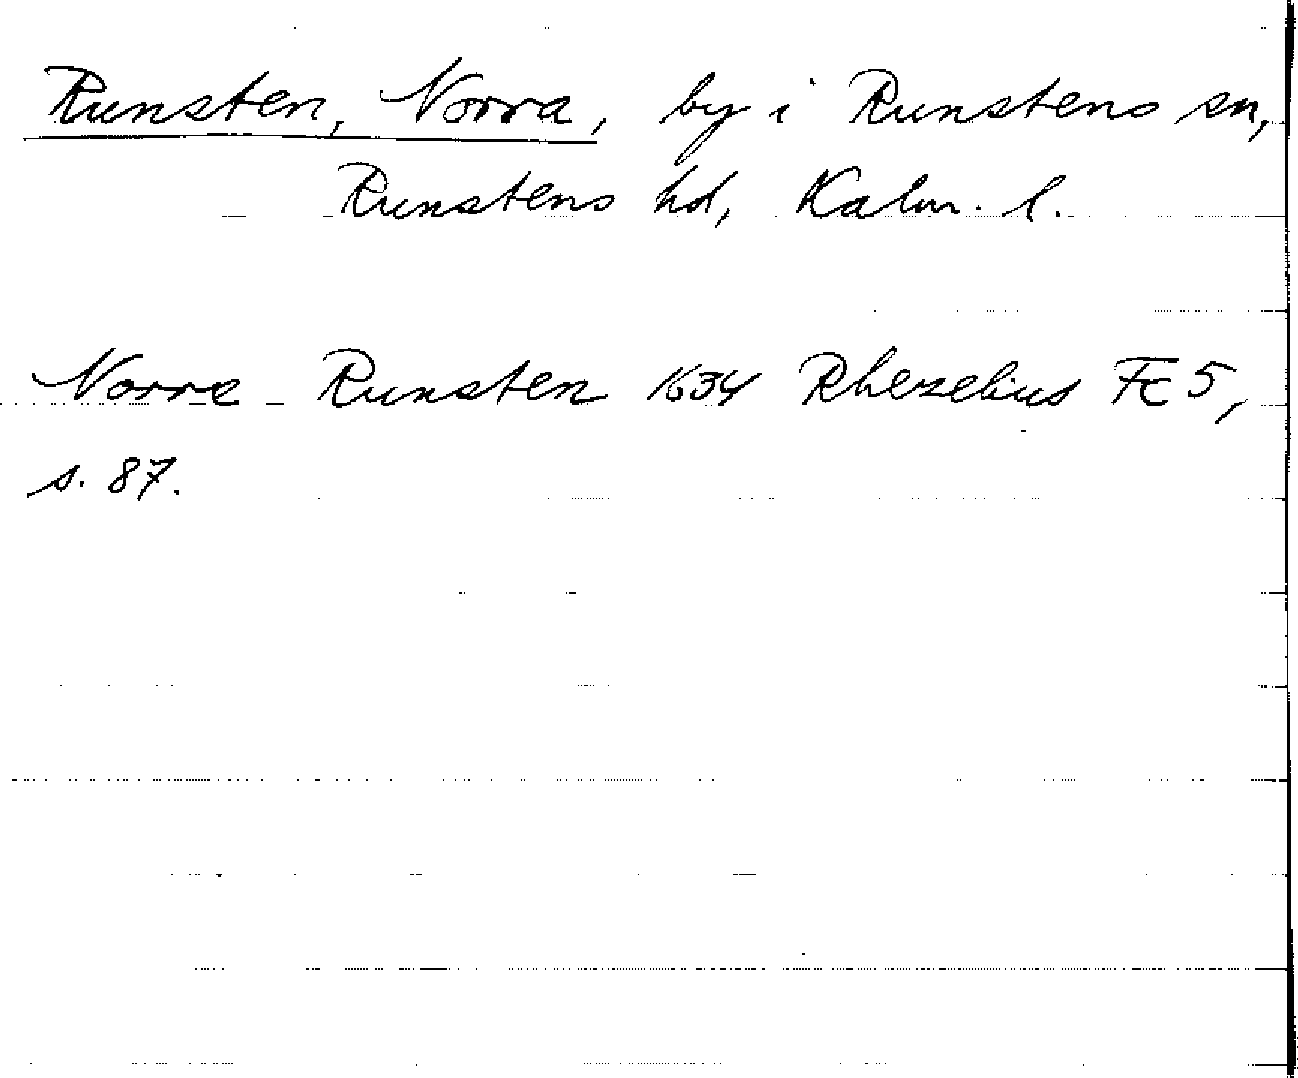 Runsten, Norra, by i Runstens sn,
Runstens hd, Kalm. l.
Norre Runsten 1634 Rhezelius Fc 5,
s. 87.